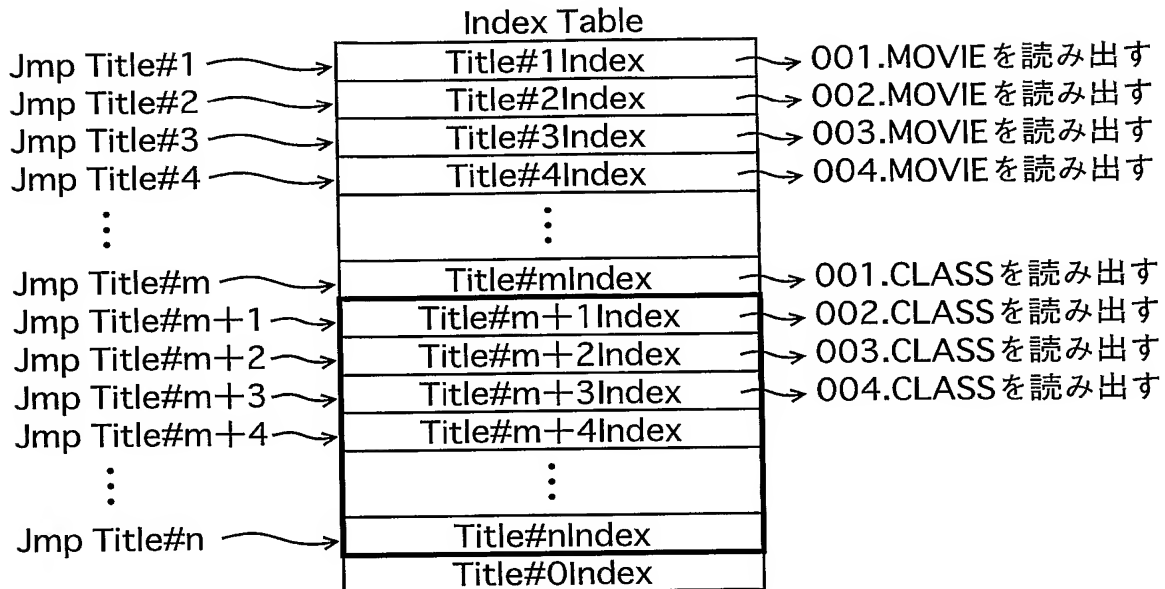 Index Table
Jmp Title#1 Title#1Index 001.MOVIEを読み出す
Jmp Title#2 Title#2Index 002.MOVIEを読み出す
Jmp Title#3 Title#3Index 003.MOVIEを読み出す
Jmp Title#4 Title#4Index 004.MOVIEを読み出す
Jmp Title#m Title#mIndex 001.CLASSを読み出す
Jmp Title#m+1 Title#m+1Index 002.CLASSを読み出す
Jmp Title#m+2 Title#m+2Index 003.CLASSを読み出す
Jmp Title#m+3 Title#m+3Index 004.CLASSを読み出す
Jmp Title#m+4 Title#m+4Index
Jmp Title#n Title#nIndex
Title#0Index